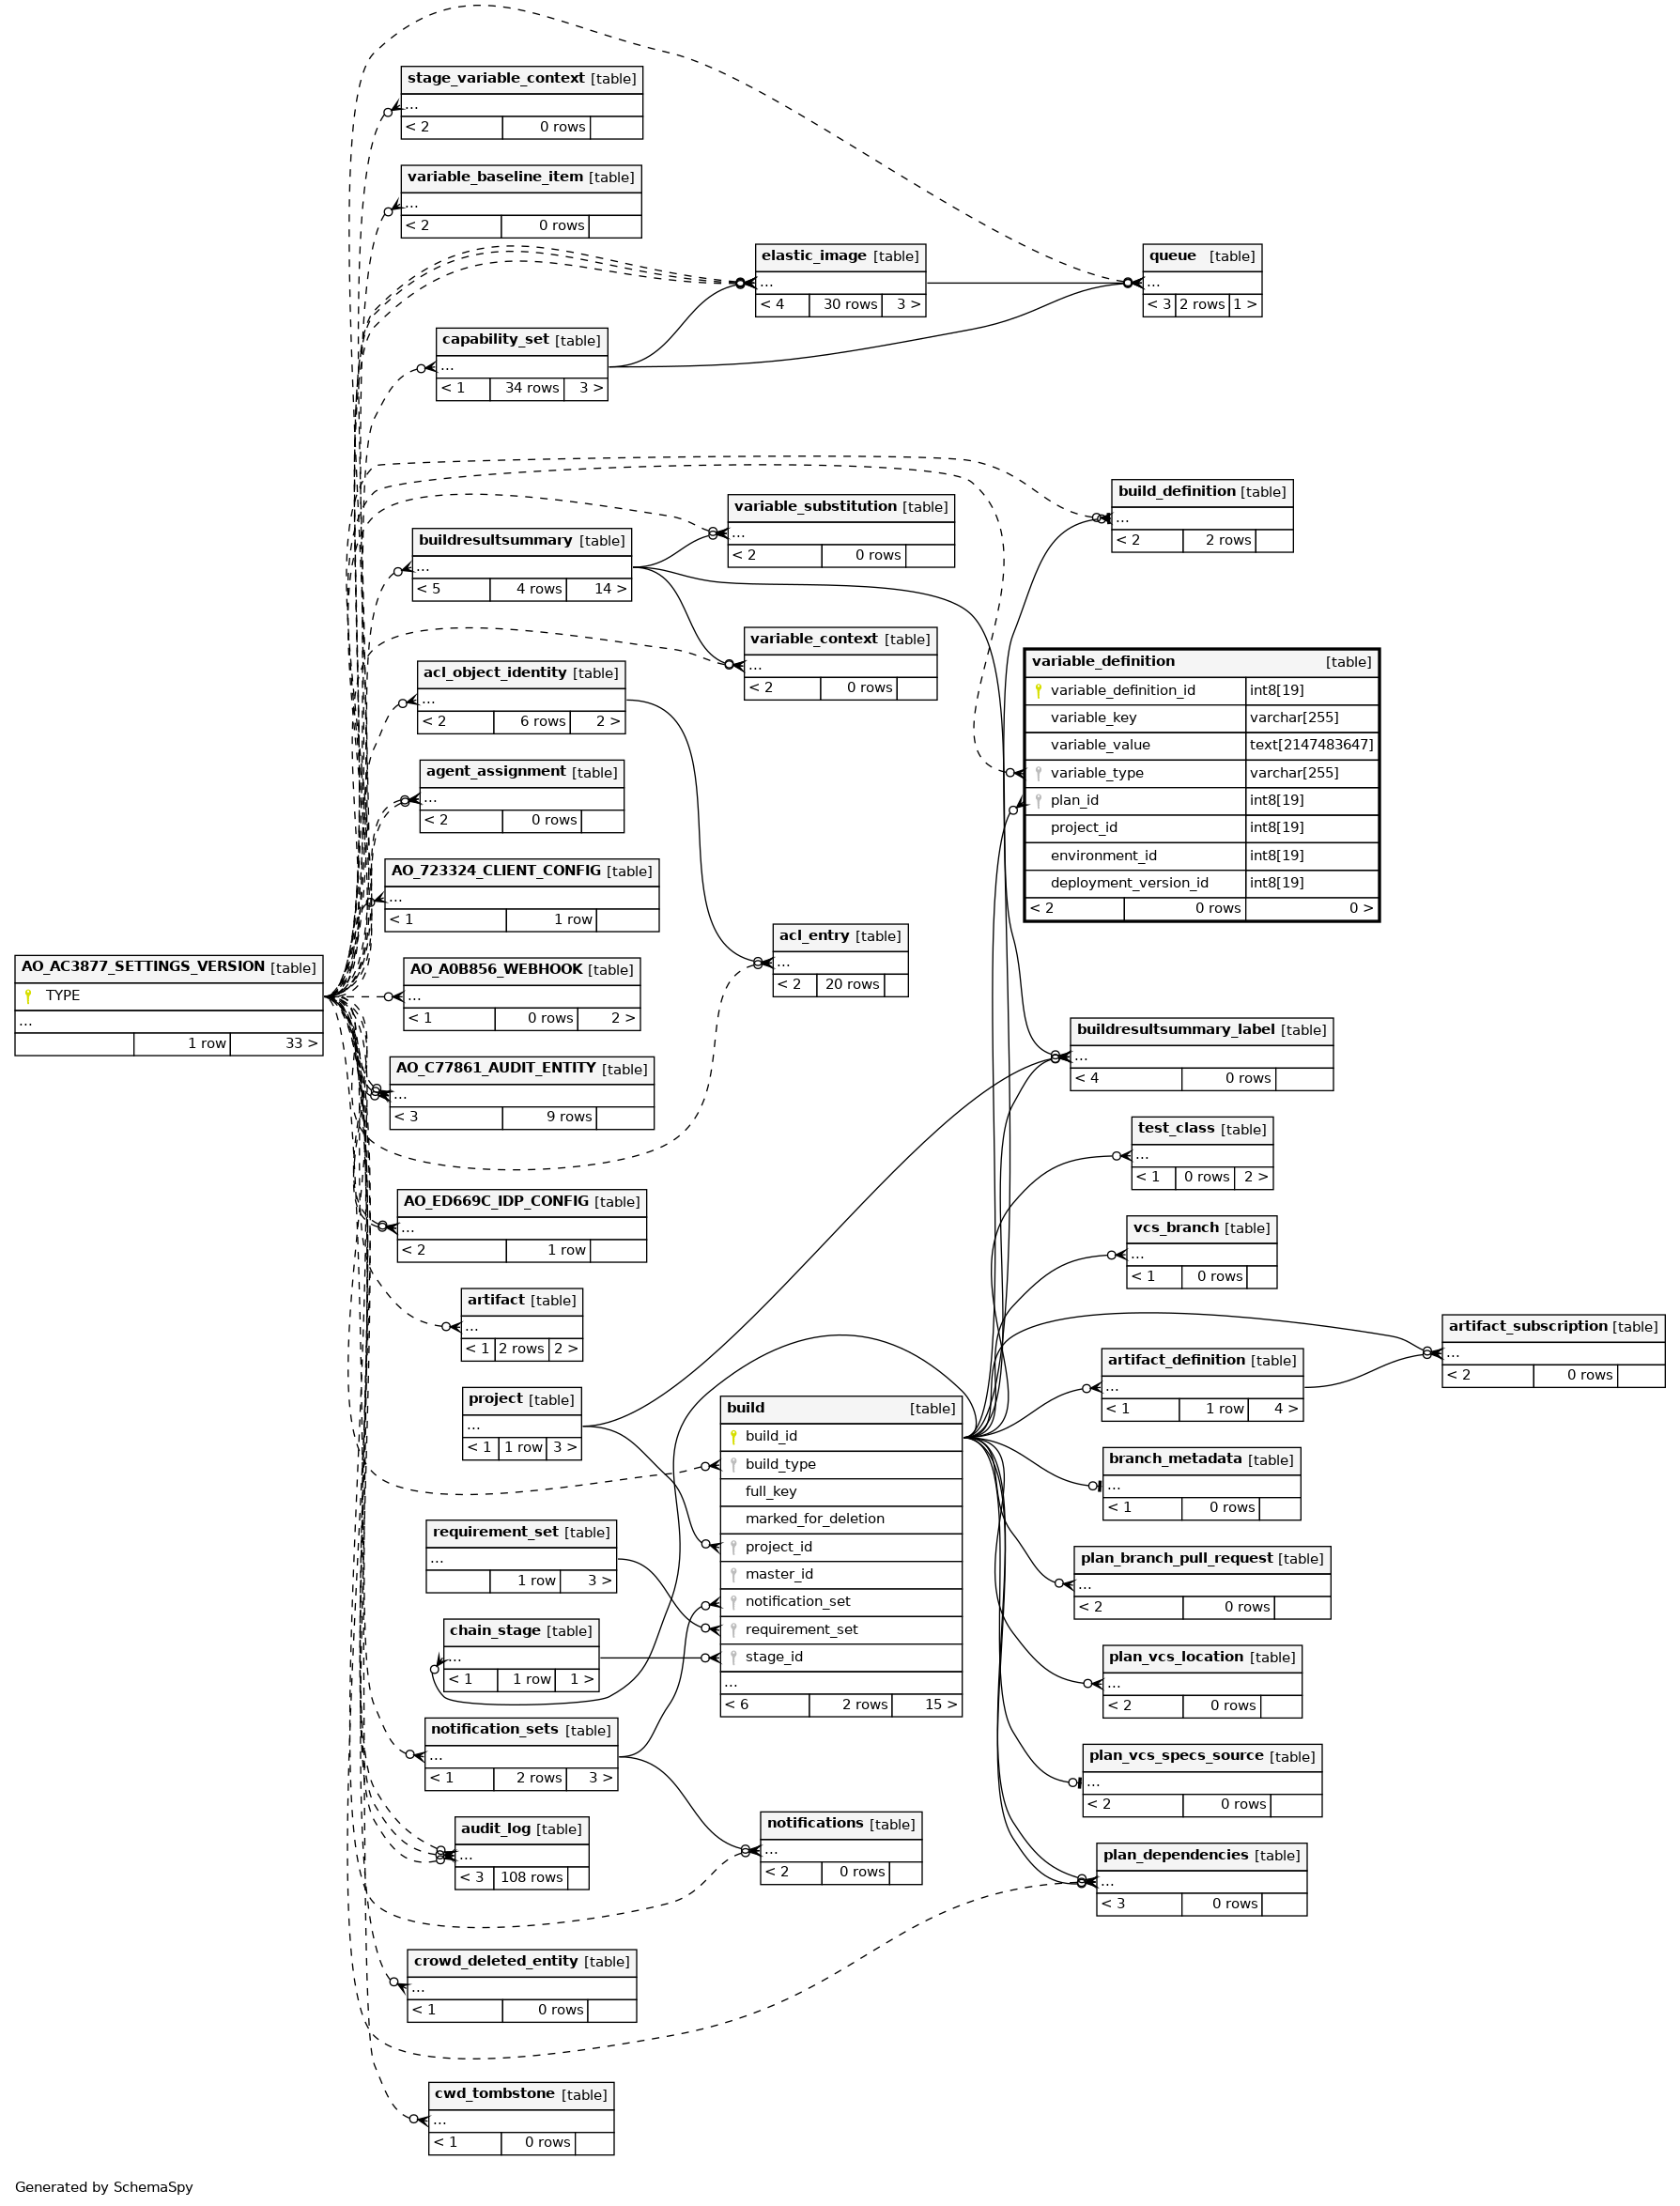 stage_variable_context [table]
...
< 2 0 rows
variable_baseline_item [table]
...
< 2 0 rows
elastic_image [table]
...
< 4 30 rows 3 >
queue [table]
...
< 3 2 rows 1 >
capability_set [table]
...
< 1 34 rows 3 >
build_definition [table]
...
< 2 2 rows
variable_substitution [table]
...
< 2 0 rows
buildresultsummary [table]
...
< 5 4 rows 14 >
variable_context [table]
...
< 2 0 rows
variable_definition [table]
variable_definition_id int8[19]
variable_key varchar[255]
variable_value text[2147483647]
variable_type varchar[255]
plan_id int8[19]
project_id int8[19]
environment_id int8[19]
deployment_version_id int8[19]
< 2 0 rows 0 >
acl_object_identity [table]
...
< 2 6 rows 2 >
agent_assignment [table]
...
< 2 0 rows
AO_723324_CLIENT_CONFIG [table]
...
< 1 1 row
acl_entry [table]
...
< 2 20 rows
AO_AC3877_SETTINGS_VERSION [table]
TYPE
...
1 row 33 >
AO_A0B856_WEBHOOK [table]
...
< 1 0 rows 2 >
buildresultsummary_label [table]
...
< 4 0 rows
AO_C77861_AUDIT_ENTITY [table]
...
< 3 9 rows
test_class [table]
...
< 1 0 rows 2 >
AO_ED669C_IDP_CONFIG [table]
...
< 2 1 row
vcs_branch [table]
...
< 1 0 rows
artifact [table]
...
< 1 2 rows 2 >
artifact_subscription [table]
...
< 2 0 rows
artifact_definition [table]
...
< 1 1 row 4 >
project [table]
...
< 1 1 row 3 >
build [table]
build_id
build_type
full_key
marked_for_deletion
project_id
master_id
notification_set
requirement_set
stage_id
...
< 6 2 rows 15 >
branch_metadata [table]
...
< 1 0 rows
requirement_set [table]
...
1 row 3 >
plan_branch_pull_request [table]
...
< 2 0 rows
chain_stage [table]
...
< 1 1 row 1 >
plan_vcs_location [table]
...
< 2 0 rows
notification_sets [table]
...
< 1 2 rows 3 >
plan_vcs_specs_source [table]
...
< 2 0 rows
audit_log [table]
...
< 3 108 rows
notifications [table]
...
< 2 0 rows
plan_dependencies [table]
...
< 3 0 rows
crowd_deleted_entity [table]
...
< 1 0 rows
cwd_tombstone [table]
...
< 1 0 rows
Generated by SchemaSpy